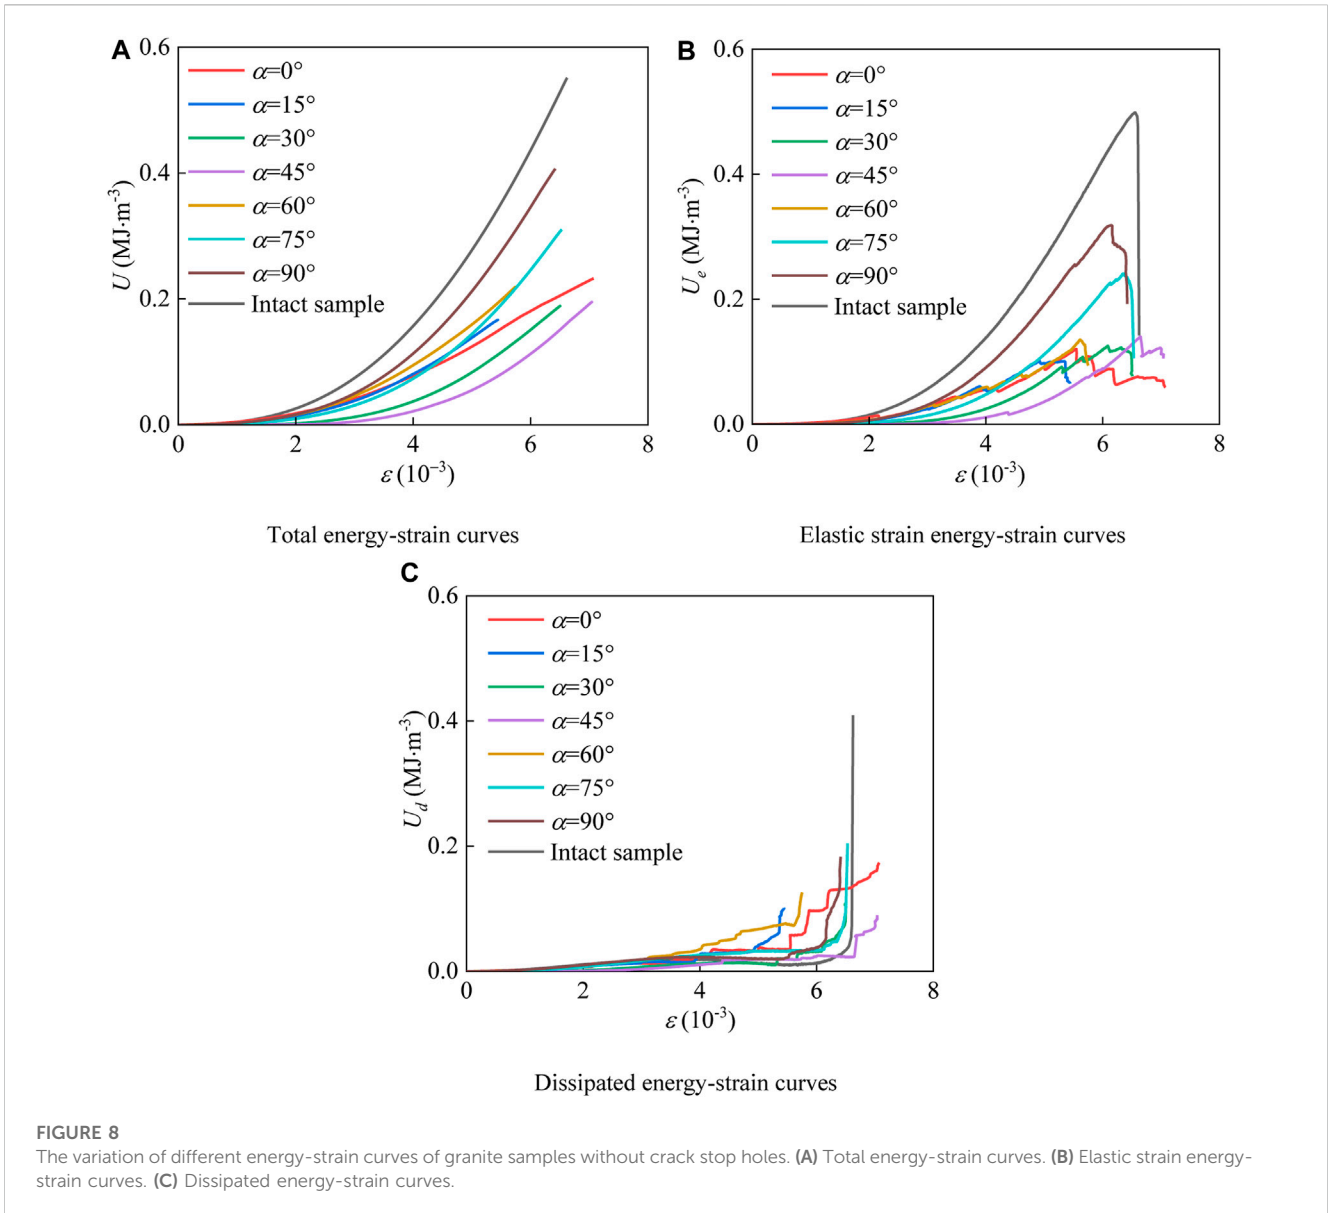 A
0.6
0.4
0.2
0.0
U (MJ·m⁻³)
α=0°
α=15°
α=30°
α=45°
α=60°
α=75°
α=90°
Intact sample
0 2 4 6 8
ε (10⁻³)
Total energy-strain curves
B
0.6
0.4
0.2
0.0
Uₑ (MJ·m⁻³)
α=0°
α=15°
α=30°
α=45°
α=60°
α=75°
α=90°
Intact sample
0 2 4 6 8
ε (10⁻³)
Elastic strain energy-strain curves
C
0.6
0.4
0.2
0.0
U_d (MJ·m⁻³)
α=0°
α=15°
α=30°
α=45°
α=60°
α=75°
α=90°
Intact sample
0 2 4 6 8
ε (10⁻³)
Dissipated energy-strain curves
FIGURE 8
The variation of different energy-strain curves of granite samples without crack stop holes. (A) Total energy-strain curves. (B) Elastic strain energy-
strain curves. (C) Dissipated energy-strain curves.